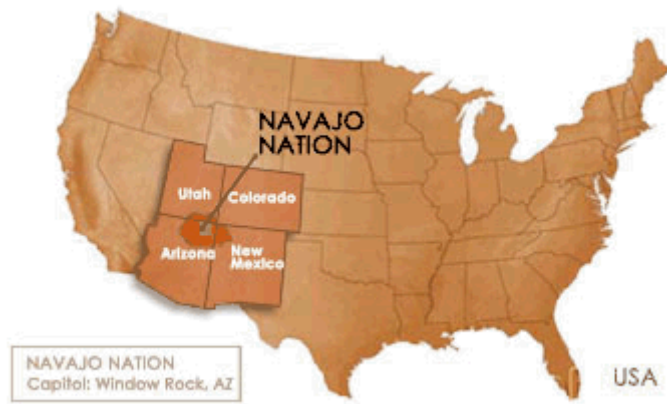 NAVAJO
NATION
Utah
Colorado
Arizona
New
Mexico
NAVAJO NATION
Capitol: Window Rock, AZ
USA